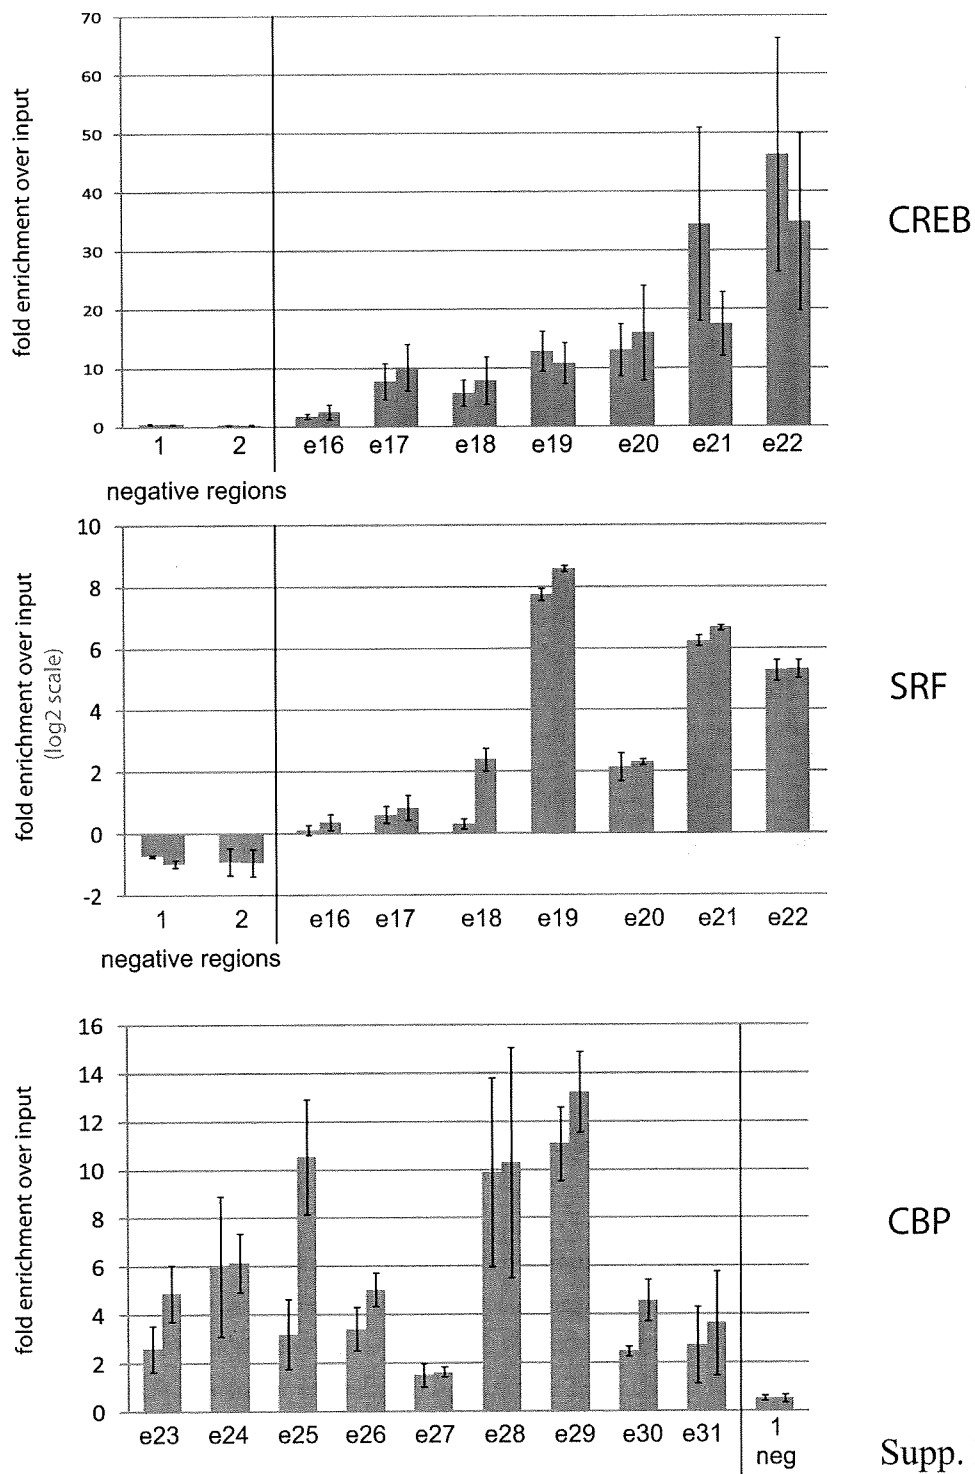 70
60
50
40
30
20
10
0
fold enrichment over input
1 2 e16 e17 e18 e19 e20 e21 e22
negative regions
CREB
10
8
6
4
2
0
-2
fold enrichment over input
(log2 scale)
1 2 e16 e17 e18 e19 e20 e21 e22
negative regions
SRF
16
14
12
10
8
6
4
2
0
fold enrichment over input
e23 e24 e25 e26 e27 e28 e29 e30 e31 1
neg
CBP
Supp.